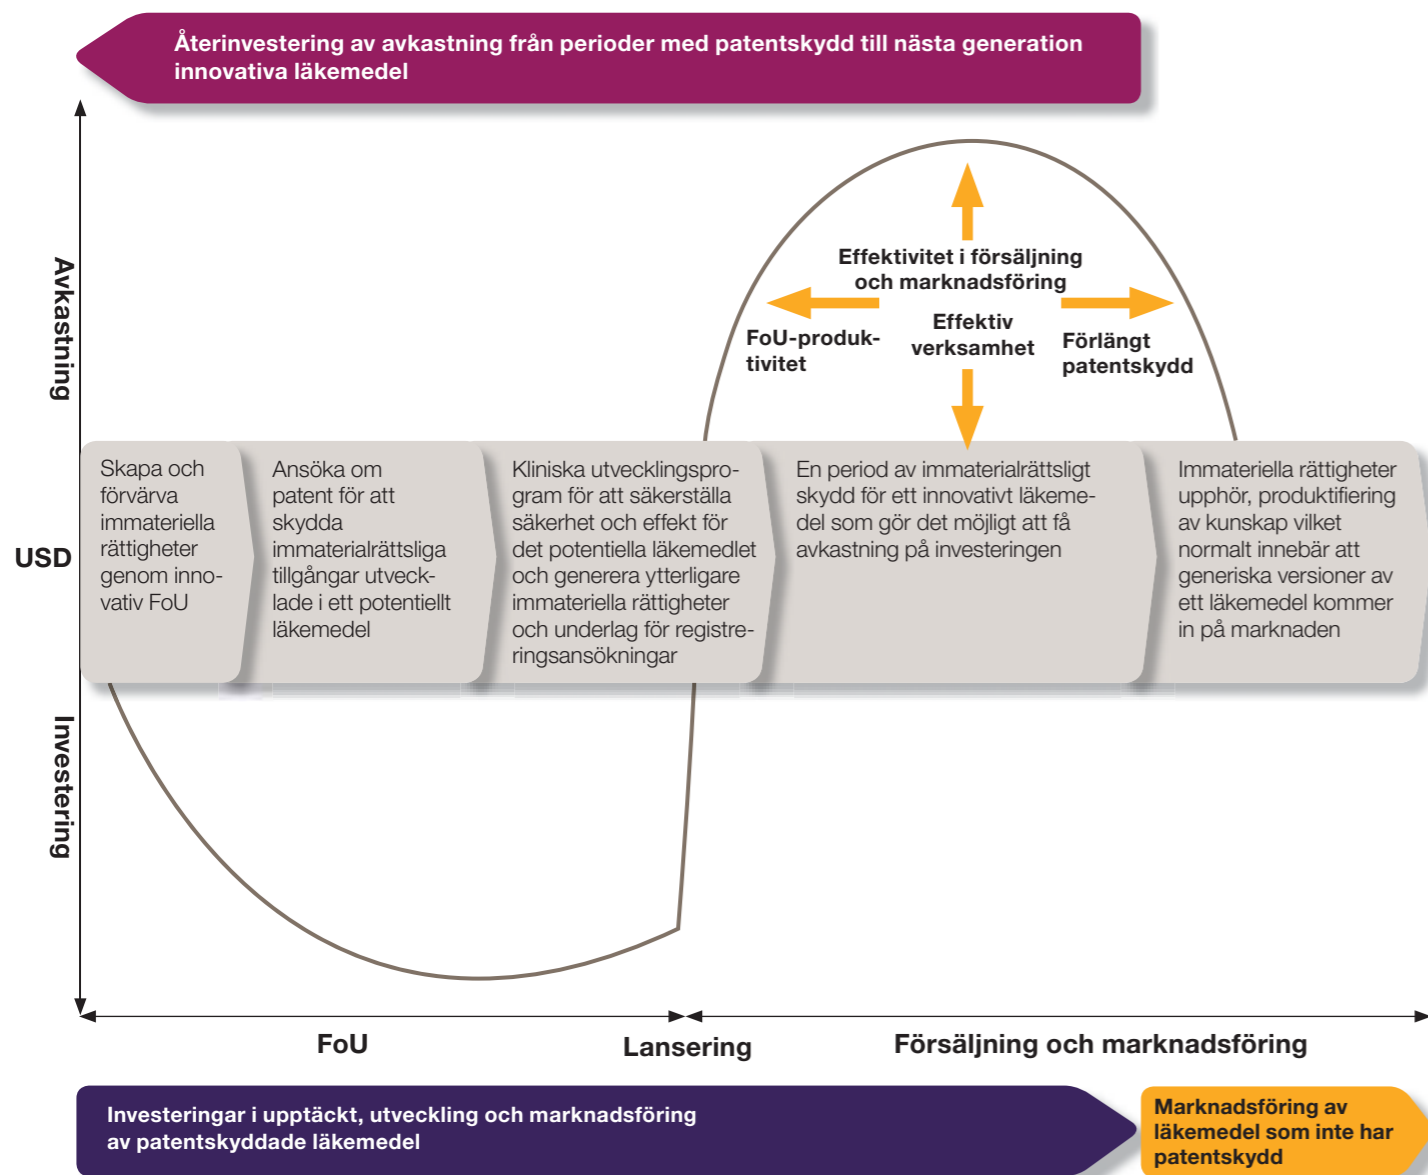 Återinvestering av avkastning från perioder med patentskydd till nästa generation
innovativa läkemedel
Avkastning
Effektivitet i försäljning
och marknadsföring
FoU-produk-
tivitet
Effektiv
verksamhet
Förlängt
patentskydd
USD
Skapa och
förvärva
immateriella
rättigheter
genom inno-
vativ FoU
Ansöka om
patent för att
skydda
immaterialrättsliga
tillgångar utveck-
lade i ett potentiellt
läkemedel
Kliniska utvecklingspro-
gram för att säkerställa
säkerhet och effekt för
det potentiella läkemedlet
och generera ytterligare
immateriella rättigheter
och underlag för registre-
ringsansökningar
En period av immaterialrättsligt
skydd för ett innovativt läkeme-
del som gör det möjligt att få
avkastning på investeringen
Immateriella rättigheter
upphör, produktifiering
av kunskap vilket
normalt innebär att
generiska versioner av
ett läkemedel kommer
in på marknaden
Investering
FoU
Lansering
Försäljning och marknadsföring
Investeringar i upptäckt, utveckling och marknadsföring
av patentskyddade läkemedel
Marknadsföring av
läkemedel som inte har
patentskydd